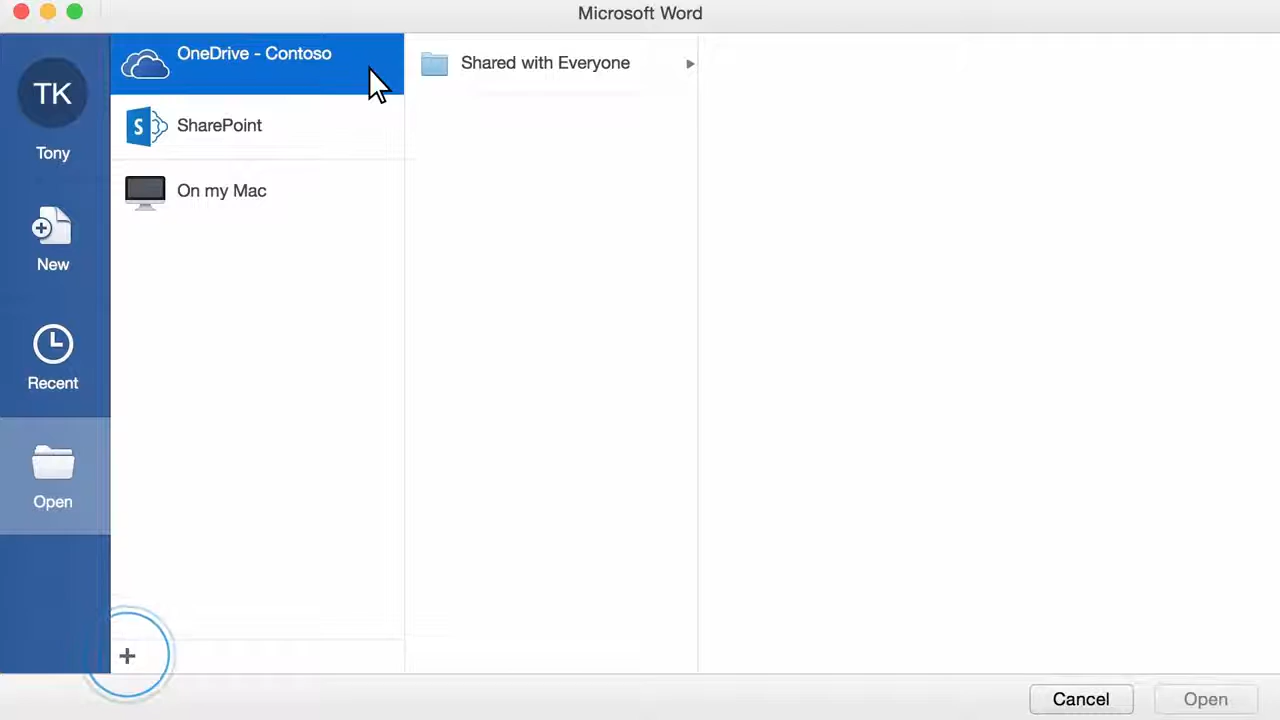 Microsoft Word
TK
Tony
New
Recent
Open
OneDrive - Contoso
S
SharePoint
On my Mac
Shared with Everyone
+
Cancel
Open